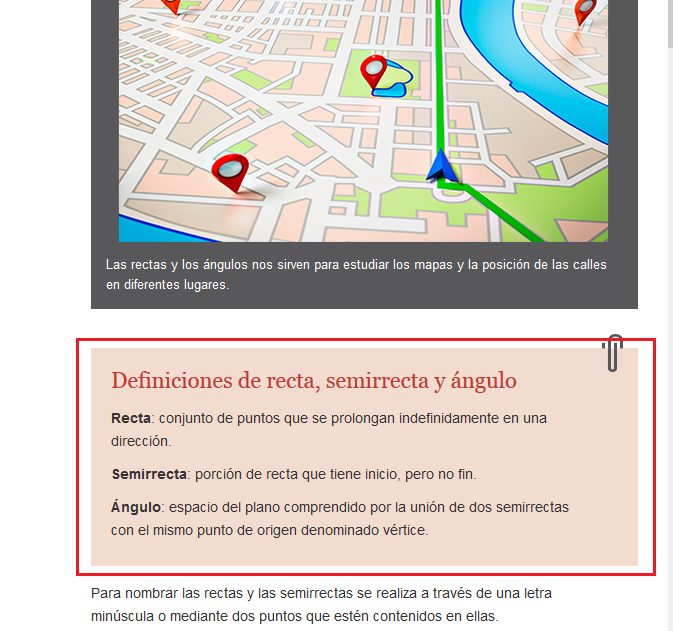 Las rectas y los ángulos nos sirven para estudiar los mapas y la posición de las calles
en diferentes lugares.
Definiciones de recta, semirrecta y ángulo
Recta: conjunto de puntos que se prolongan indefinidamente en una
dirección.
Semirrecta: porción de recta que tiene inicio, pero no fin.
Ángulo: espacio del plano comprendido por la unión de dos semirrectas
con el mismo punto de origen denominado vértice.
Para nombrar las rectas y las semirrectas se realiza a través de una letra
minúscula o mediante dos puntos que estén contenidos en ellas.